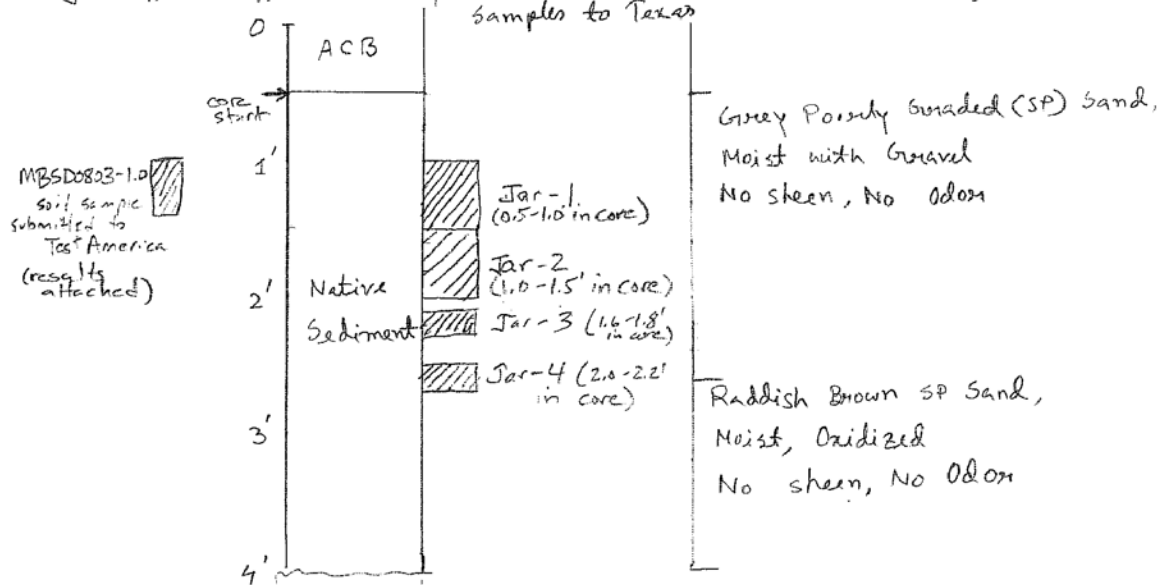 Samples to Texas
0
ACB
core
start
1'
MBSD0803-1.0
soil sample
submitted to
Test America
(results
attached)
Jar-1
(0.5-1.0' in core)
Jar-2
(1.0-1.5' in core)
2'
Native
Sediment
Jar-3 (1.6-1.8'
in core)
Jar-4 (2.0-2.2'
in core)
3'
4'
Grey Poorly Graded (SP) Sand,
Moist with Gravel
No sheen, No Odor
Raddish Brown SP Sand,
Moist, Oxidized
No sheen, No Odor